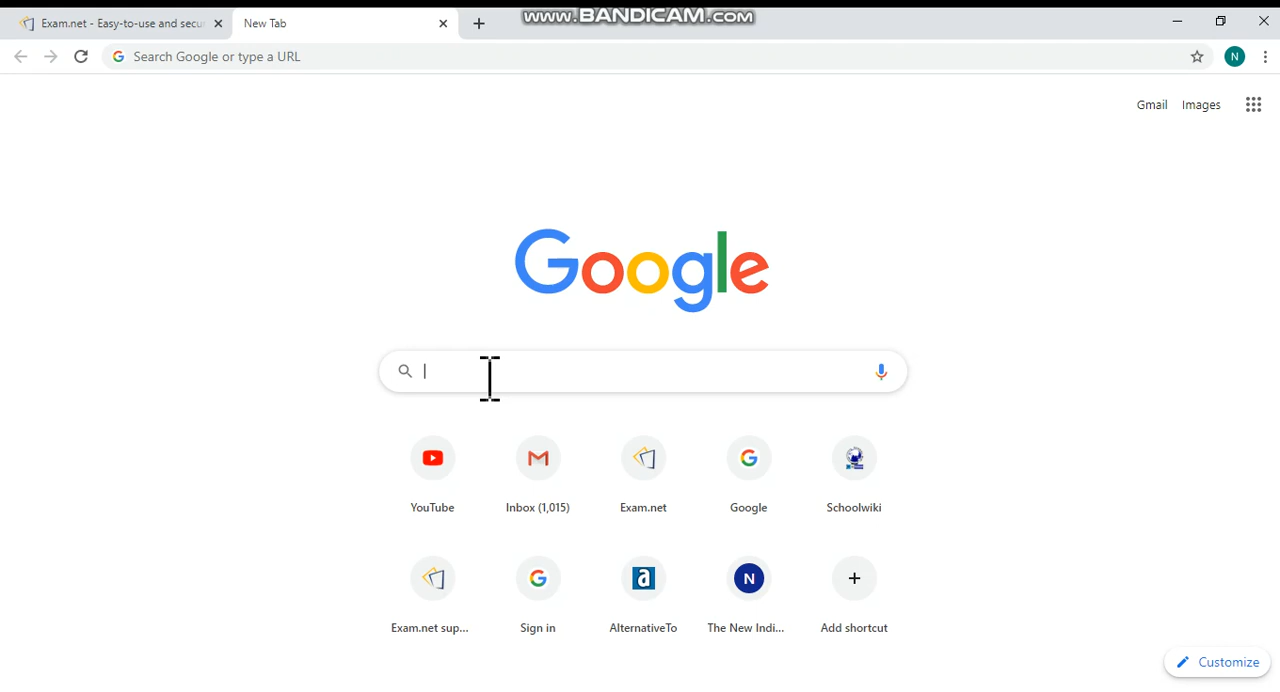 www.BANDICAM.com
Exam.net - Easy-to-use and secu
New Tab
Search Google or type a URL
N
Gmail Images
Google
YouTube Inbox (1,015) Exam.net Google Schoolwiki
a N
Exam.net sup... Sign in AlternativeTo The New Indi... Add shortcut
Customize